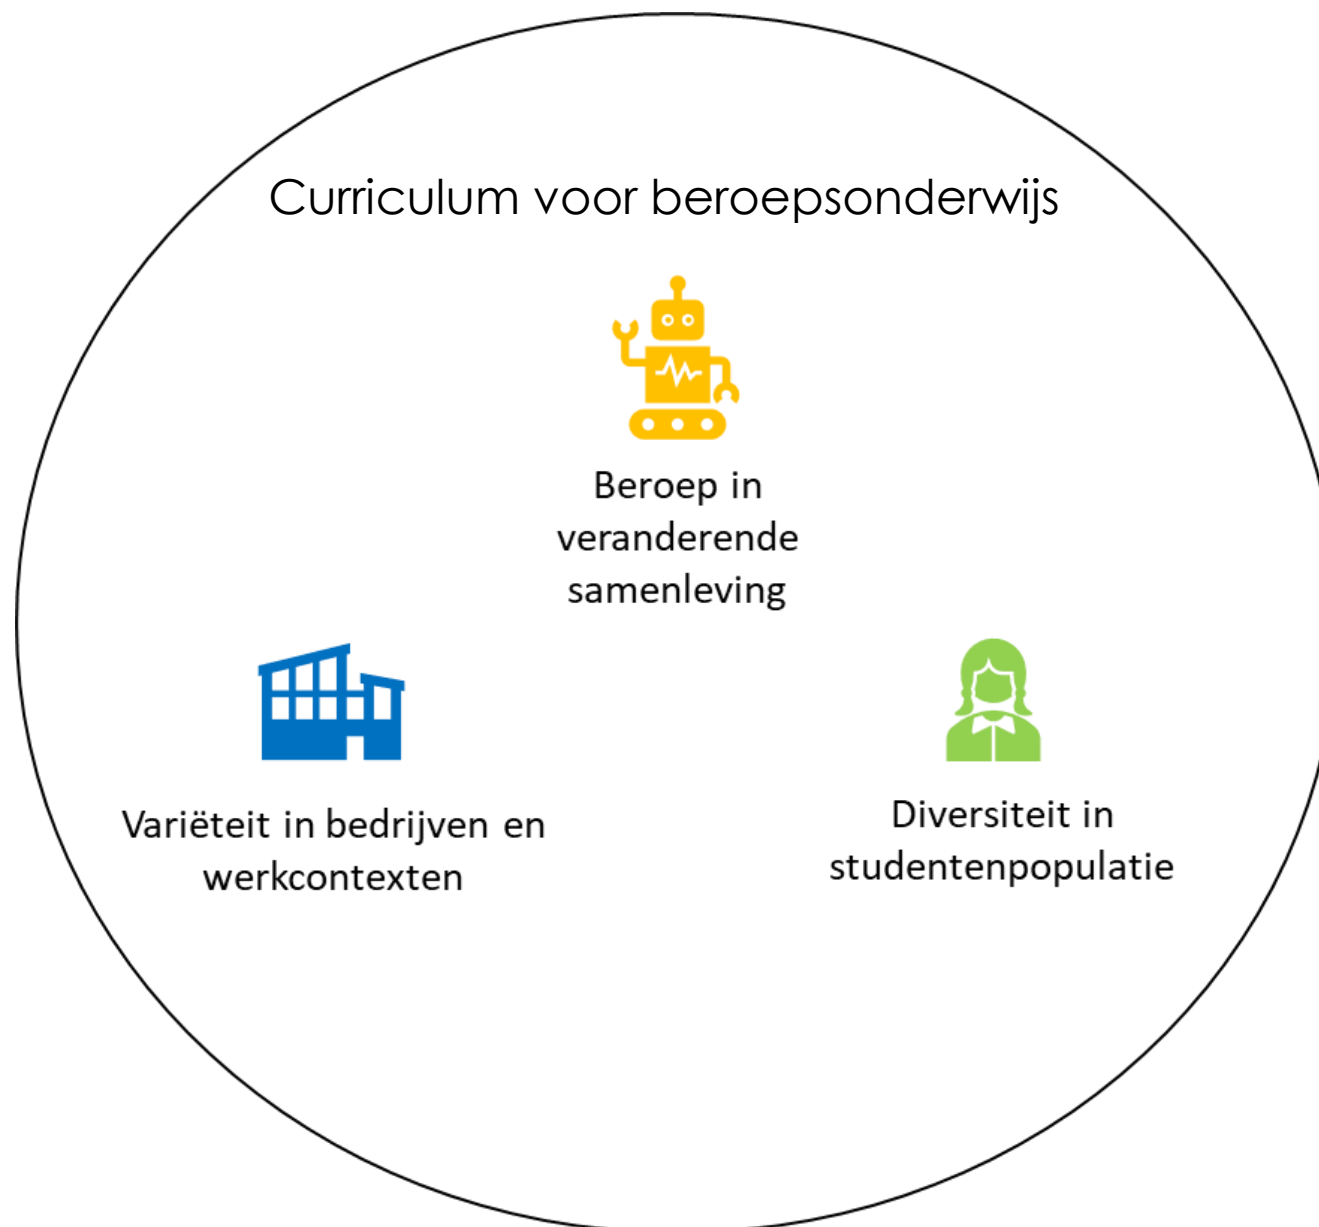 Curriculum voor beroepsonderwijs
Beroep in
veranderende
samenleving
Variëteit in bedrijven en
werkcontexten
Diversiteit in
studentenpopulatie